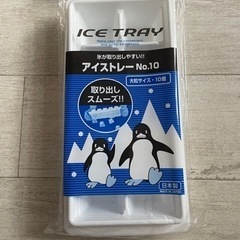 ICE TRAY
氷が取り出しやすい!!
アイストレー No.10
大粒サイズ・10個
取り出し
スムーズ!!
日本製